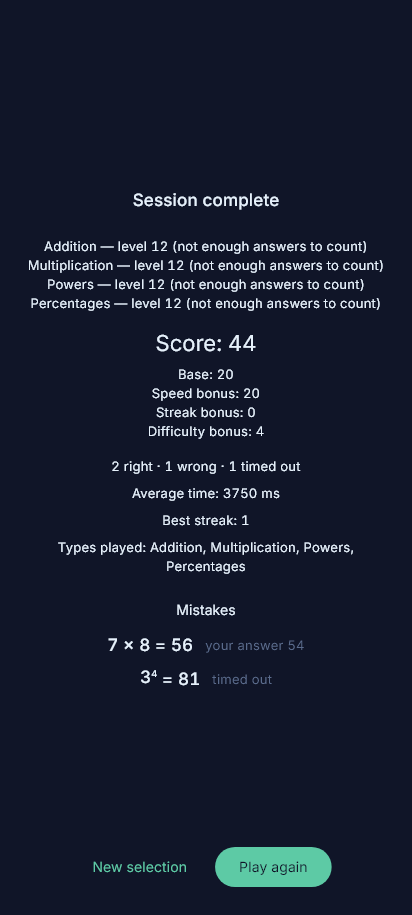 Session complete
Addition — level 12 (not enough answers to count)
Multiplication — level 12 (not enough answers to count)
Powers — level 12 (not enough answers to count)
Percentages — level 12 (not enough answers to count)
Score: 44
Base: 20
Speed bonus: 20
Streak bonus: 0
Difficulty bonus: 4
2 right · 1 wrong · 1 timed out
Average time: 3750 ms
Best streak: 1
Types played: Addition, Multiplication, Powers,
Percentages
Mistakes
7 × 8 = 56 your answer 54
3⁴ = 81 timed out
New selection Play again